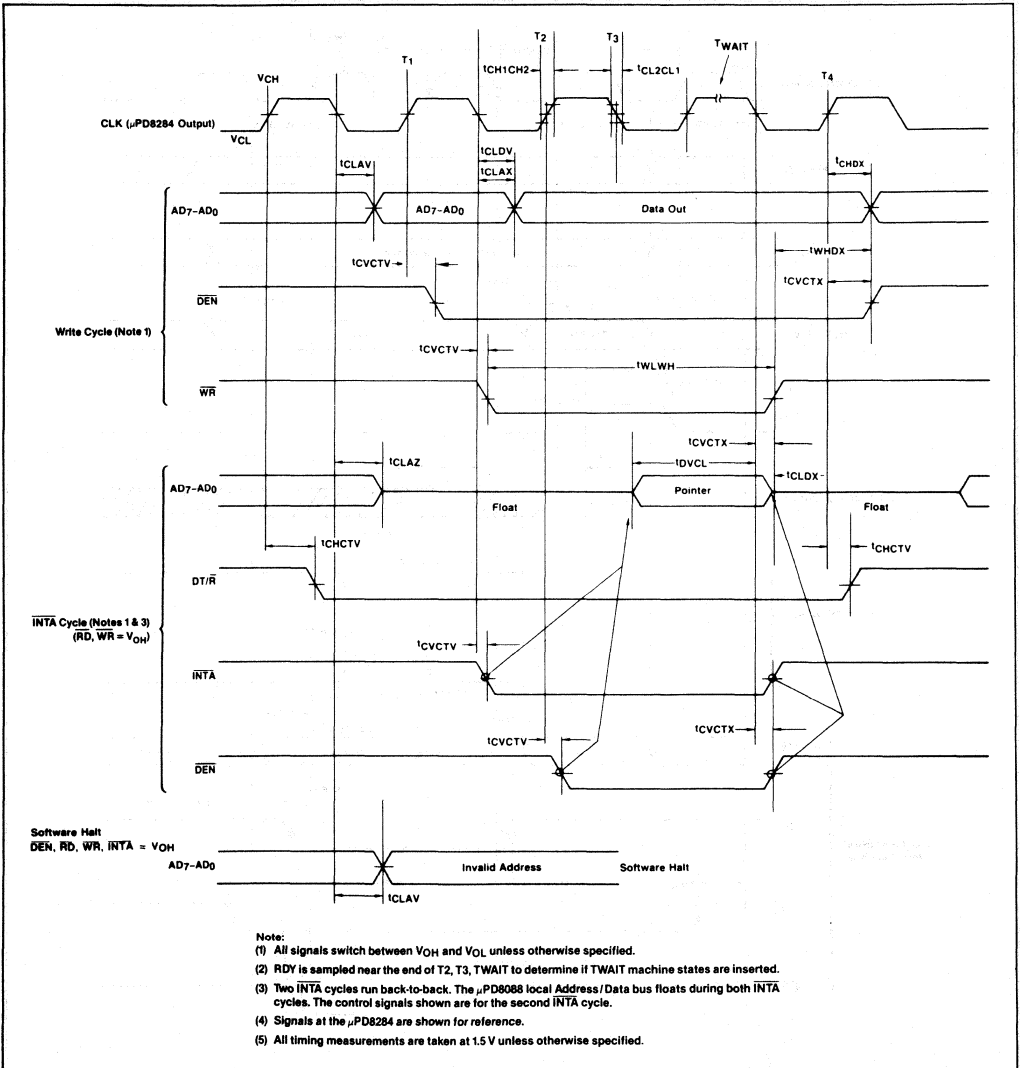 T2
T3
TWAIT
T1
tCH1CH2
tCL2CL1
T4
VCH
CLK (μPD8284 Output)
VCL
tCLDV
tCLAV
tCLAX
tCHDX
AD7-AD0
AD7-AD0
Data Out
tWHDX
tCVCTV
tCVCTX
DEN
Write Cycle (Note 1)
tCVCTV
tWLWH
WR
tCVCTX
tCLAZ
tDVCL
tCLDX
AD7-AD0
Pointer
Float
Float
tCHCTV
tCHCTV
DT/R
INTA Cycle (Notes 1 & 3)
(RD, WR = VOH)
tCVCTV
INTA
tCVCTV
tCVCTX
DEN
Software Halt
DEN, RD, WR, INTA = VOH
AD7-AD0
Invalid Address
Software Halt
tCLAV
Note:
(1) All signals switch between VOH and VOL unless otherwise specified.
(2) RDY is sampled near the end of T2, T3, TWAIT to determine if TWAIT machine states are inserted.
(3) Two INTA cycles run back-to-back. The μPD8088 local Address/Data bus floats during both INTA
cycles. The control signals shown are for the second INTA cycle.
(4) Signals at the μPD8284 are shown for reference.
(5) All timing measurements are taken at 1.5 V unless otherwise specified.